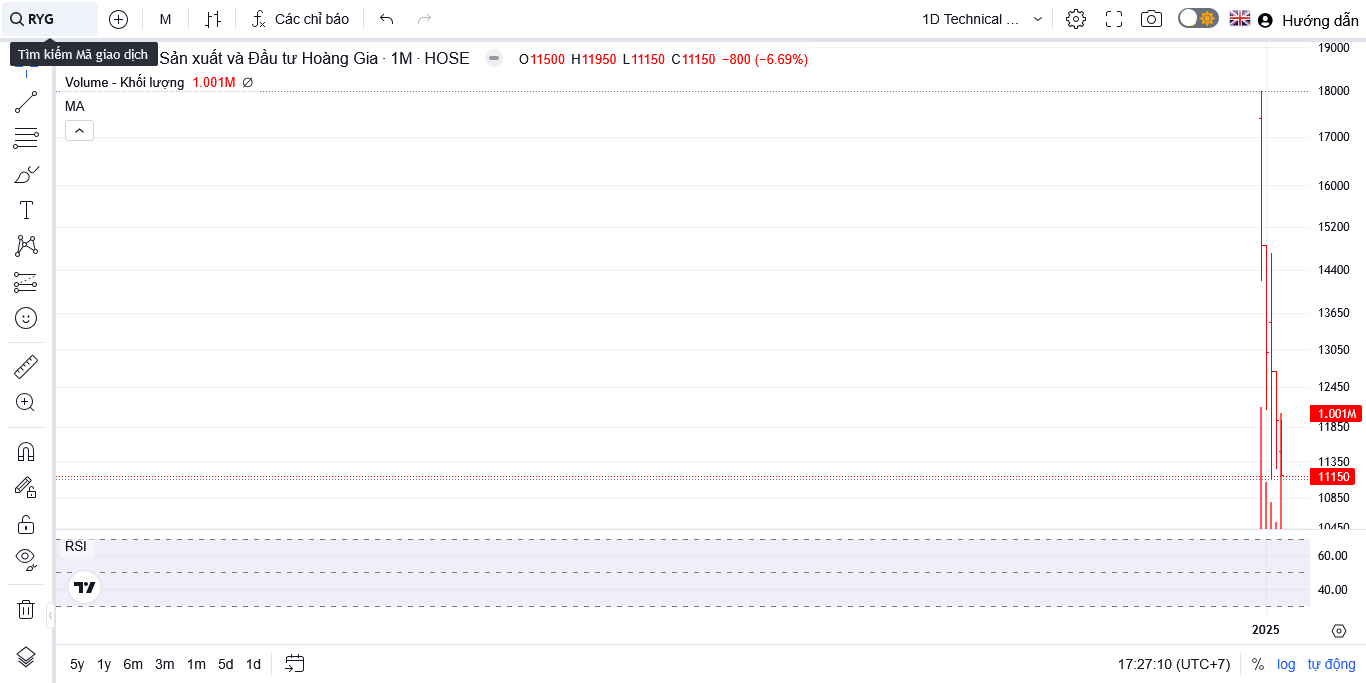 RYG
M
Các chỉ báo
1D Technical ...
Hướng dẫn
Tìm kiếm Mã giao dịch
Sản xuất và Đầu tư Hoàng Gia · 1M · HOSE
O11500 H11950 L11150 C11150 −800 (−6.69%)
Volume - Khối lượng 1.001M ∅
MA
19000
18000
17000
16000
15200
14400
13650
13050
12450
1.001M
11850
11350
11150
10850
10450
RSI
60.00
40.00
2025
5y 1y 6m 3m 1m 5d 1d
17:27:10 (UTC+7)
% log tự động